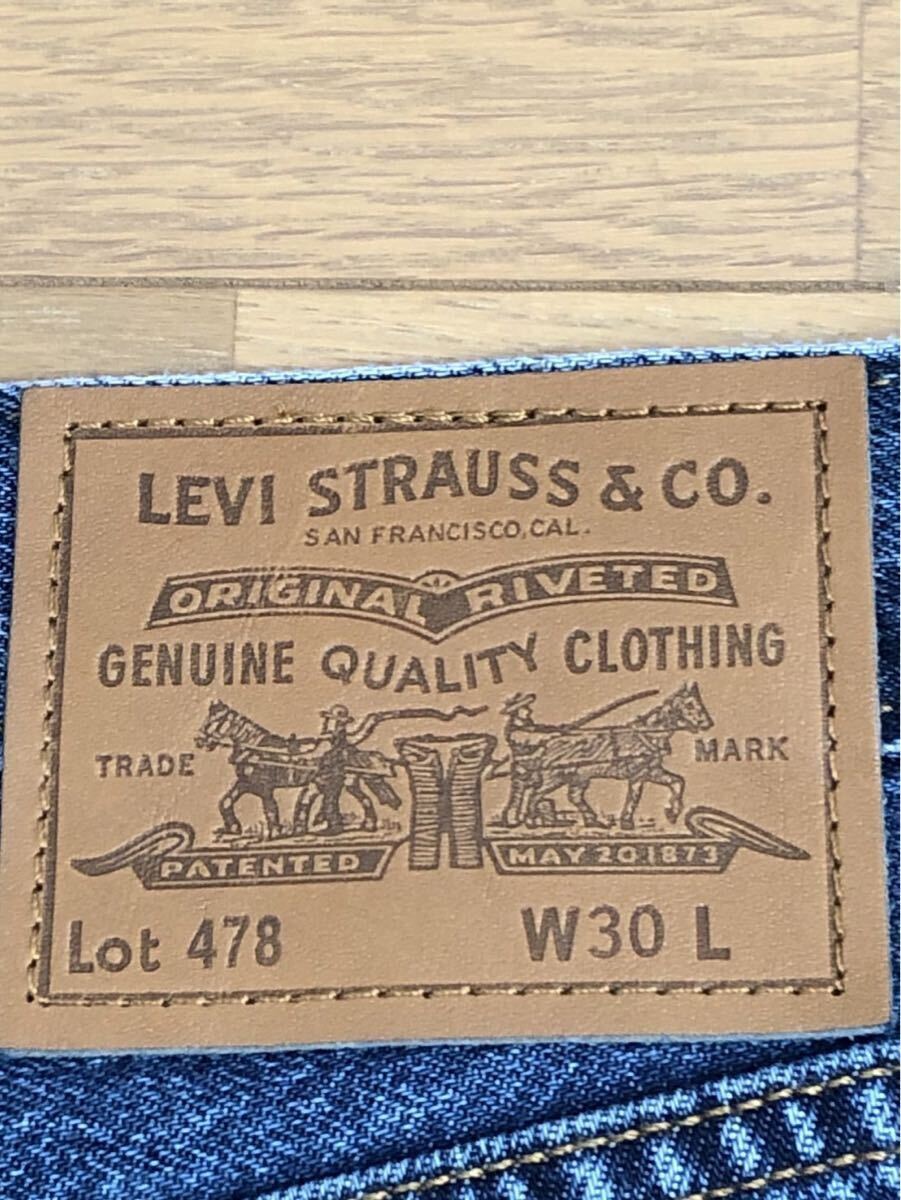 LEVI STRAUSS & CO.
SAN FRANCISCO, CAL.
ORIGINAL RIVETED
GENUINE QUALITY CLOTHING
TRADE MARK
PATENTED MAY 20 1873
Lot 478 W30 L